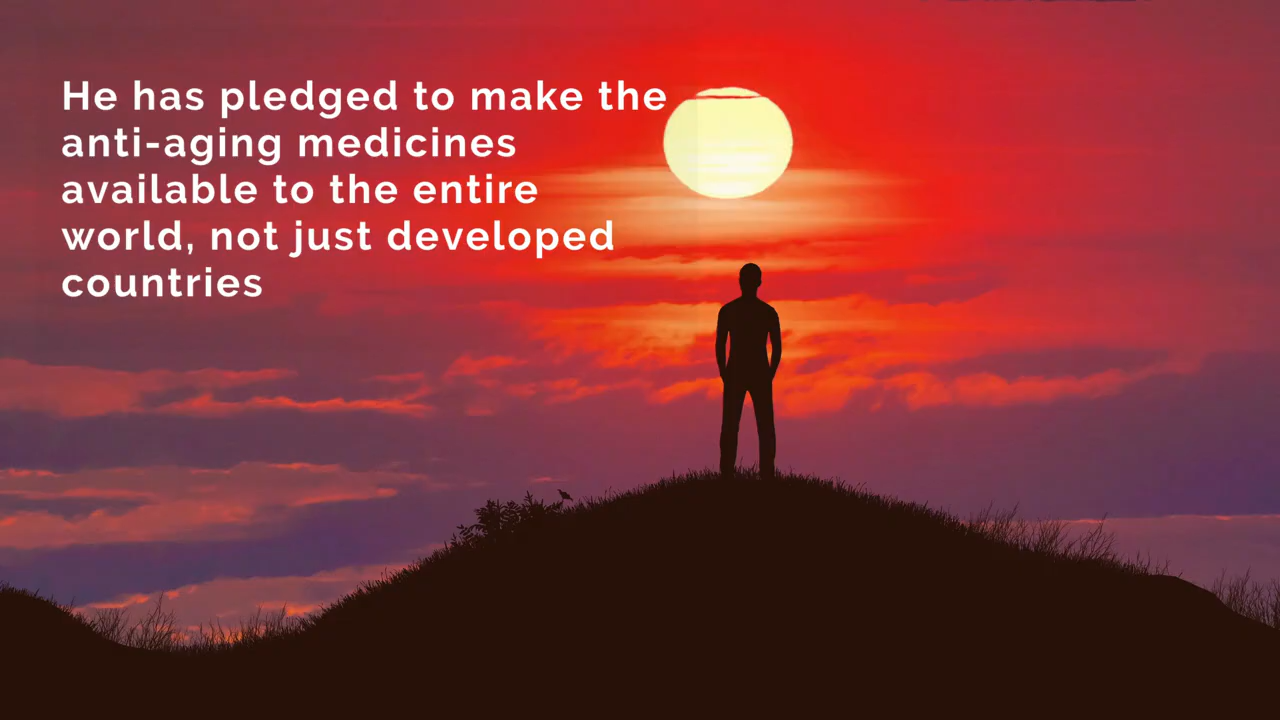 He has pledged to make the
anti-aging medicines
available to the entire
world, not just developed
countries